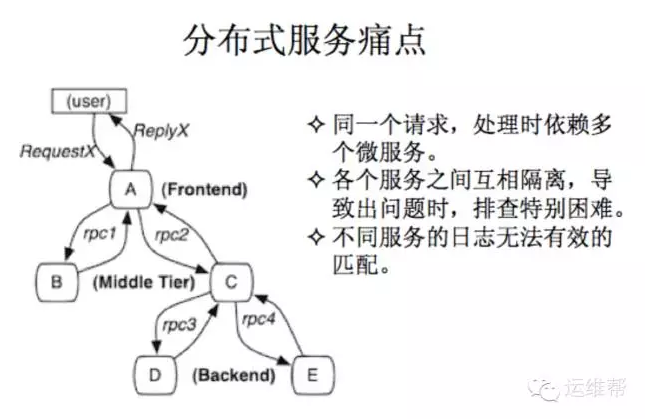 分布式服务痛点
(user)
ReplyX
RequestX
A (Frontend)
rpc1 rpc2
B (Middle Tier) C
rpc3 rpc4
D (Backend) E
✧ 同一个请求，处理时依赖多
个微服务。
✧ 各个服务之间互相隔离，导
致出问题时，排查特别困难。
✧ 不同服务的日志无法有效的
匹配。
运维帮